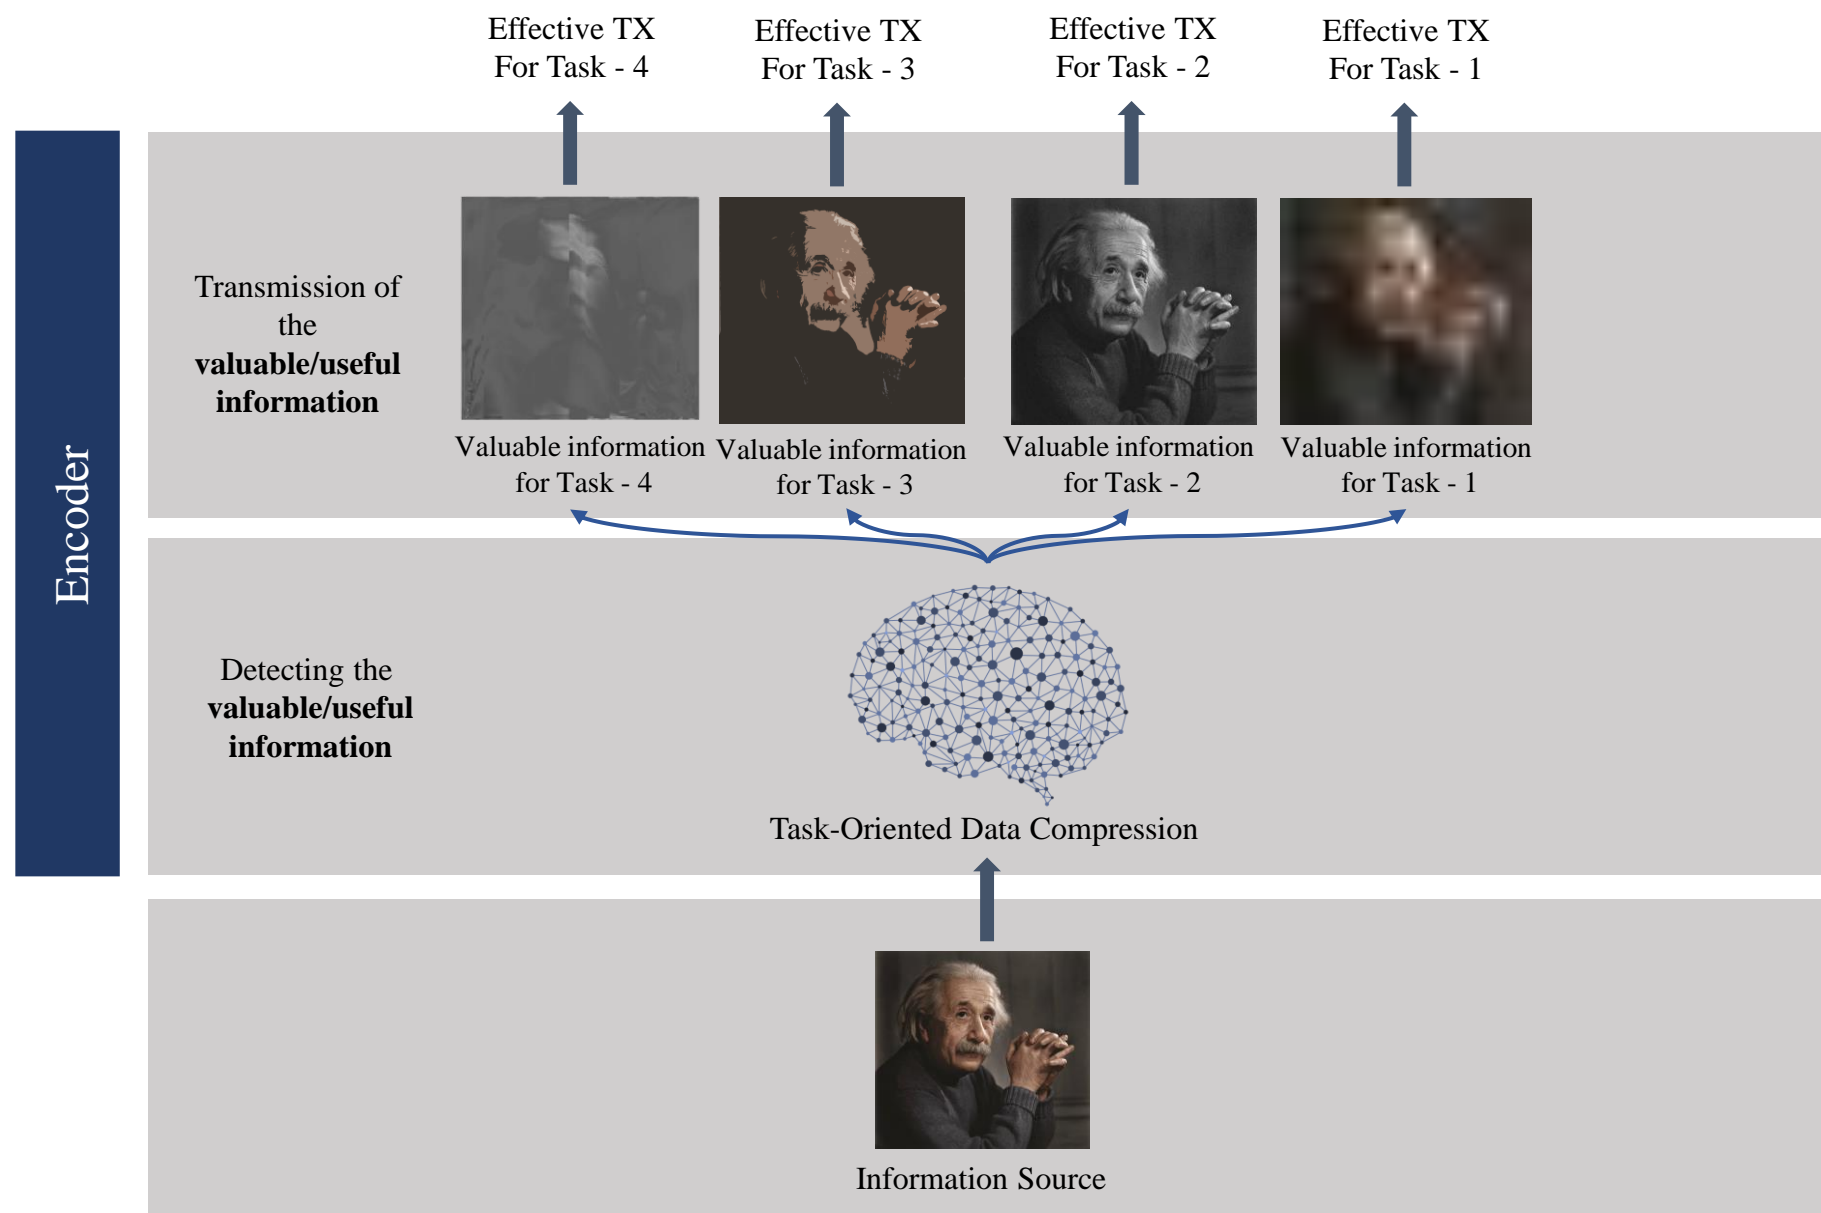 Effective TX
For Task - 4
Effective TX
For Task - 3
Effective TX
For Task - 2
Effective TX
For Task - 1
Encoder
Transmission of
the
valuable/useful
information
Valuable information
for Task - 4
Valuable information
for Task - 3
Valuable information
for Task - 2
Valuable information
for Task - 1
Detecting the
valuable/useful
information
Task-Oriented Data Compression
Information Source